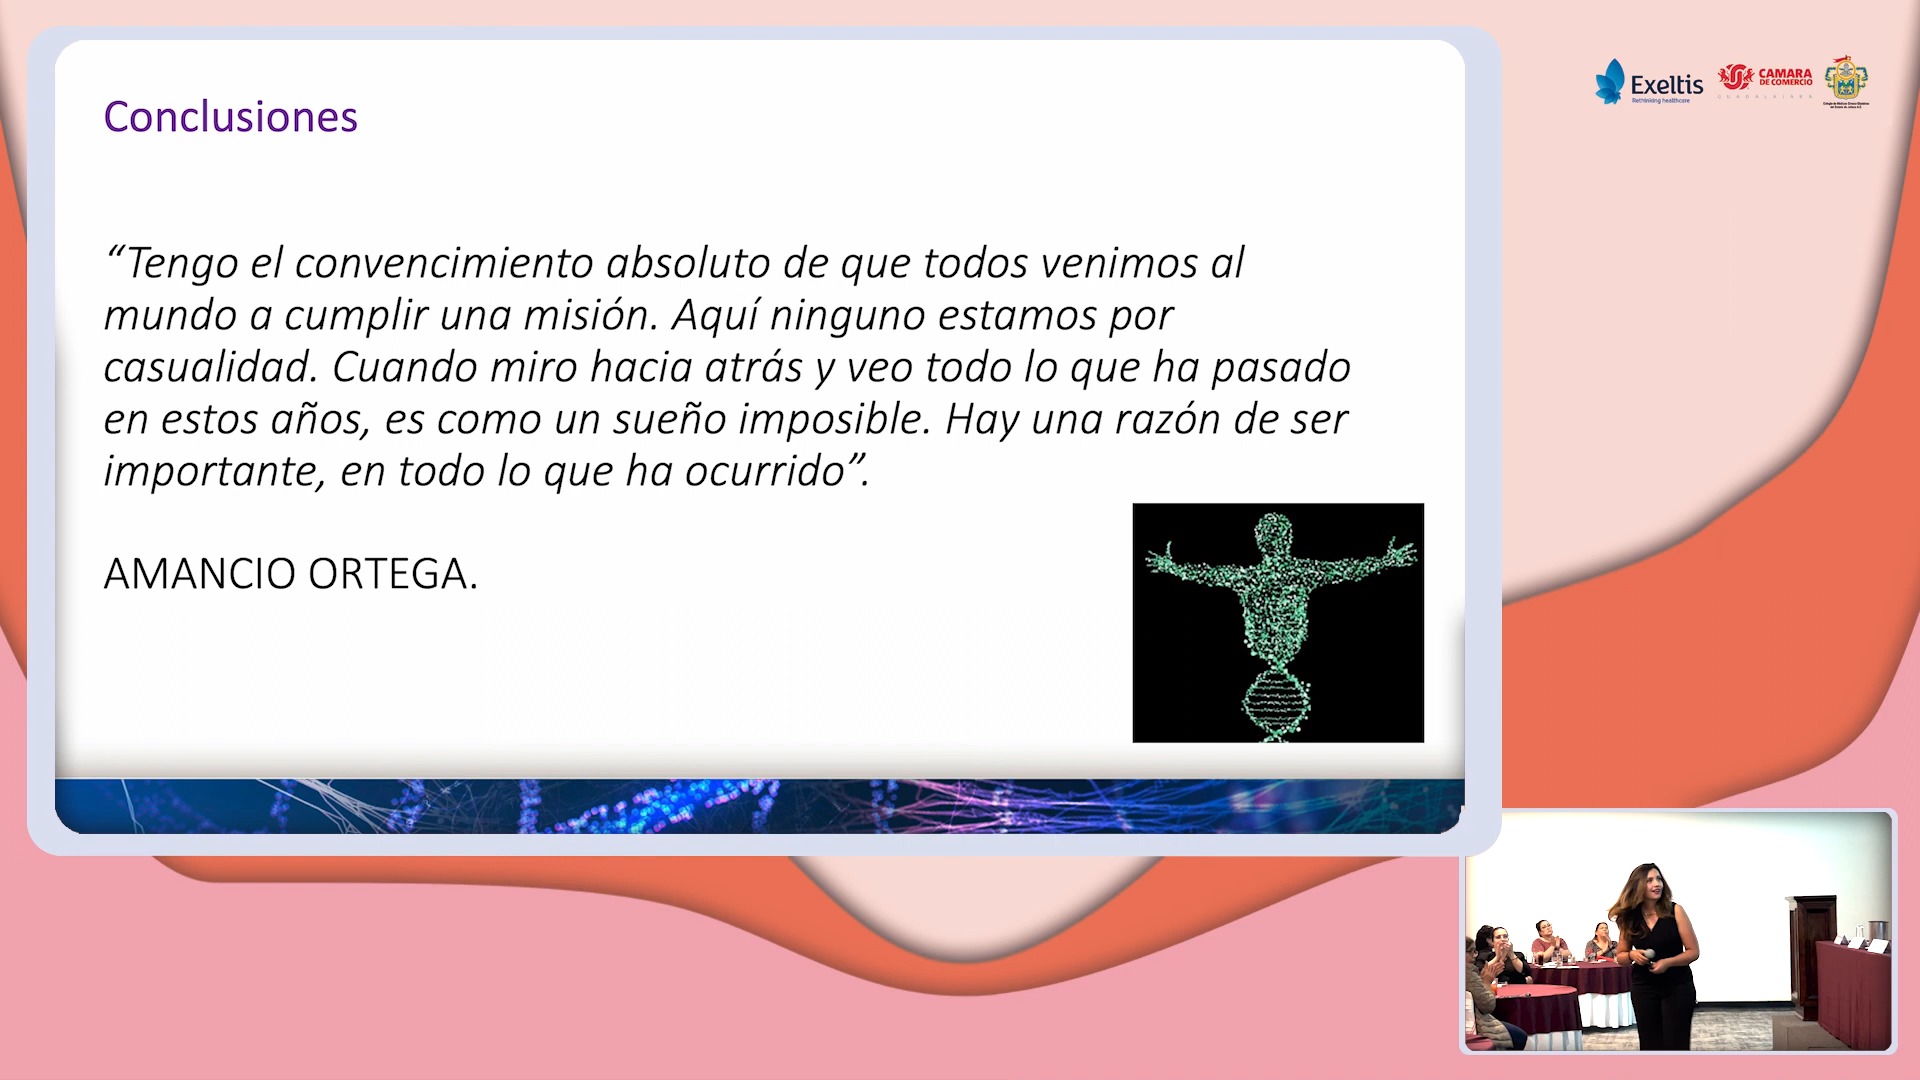 Conclusiones
“Tengo el convencimiento absoluto de que todos venimos al
mundo a cumplir una misión. Aquí ninguno estamos por
casualidad. Cuando miro hacia atrás y veo todo lo que ha pasado
en estos años, es como un sueño imposible. Hay una razón de ser
importante, en todo lo que ha ocurrido”.
AMANCIO ORTEGA.
Exeltis
Rethinking healthcare
CAMARA
DE COMERCIO
GUADALAJARA